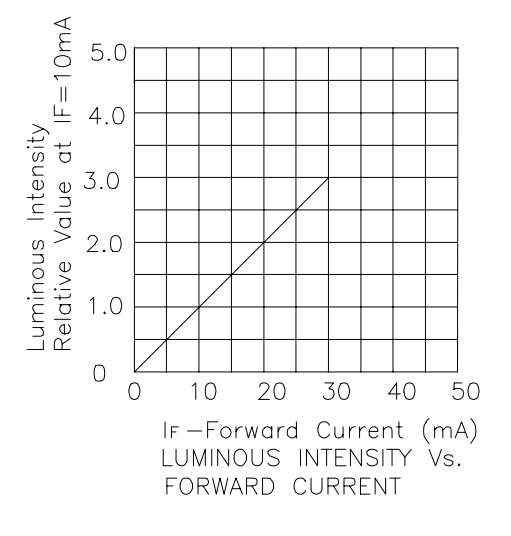 Luminous Intensity
Relative Value at IF=10mA
5.0
4.0
3.0
2.0
1.0
0
0 10 20 30 40 50
IF-Forward Current (mA)
LUMINOUS INTENSITY Vs.
FORWARD CURRENT